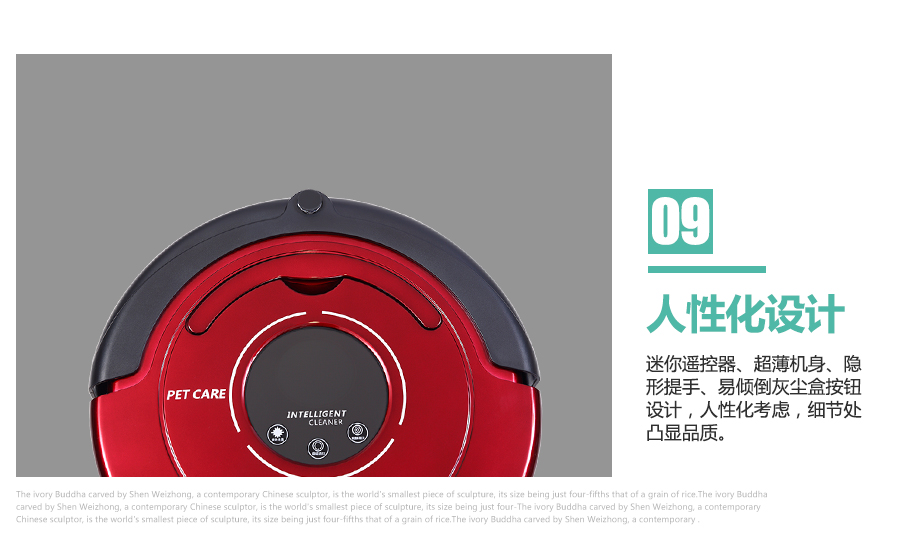 09
人性化设计
迷你遥控器、超薄机身、隐
形提手、易倾倒灰尘盒按钮
设计，人性化考虑，细节处
凸显品质。
PET CARE
INTELLIGENT
CLEANER
The ivory Buddha carved by Shen Weizhong, a contemporary Chinese sculptor, is the world's smallest piece of sculpture, its size being just four-fifths that of a grain of rice.The ivory Buddha
carved by Shen Weizhong, a contemporary Chinese sculptor, is the world's smallest piece of sculpture, its size being just four-The ivory Buddha carved by Shen Weizhong, a contemporary
Chinese sculptor, is the world's smallest piece of sculpture, its size being just four-fifths that of a grain of rice.The ivory Buddha carved by Shen Weizhong, a contemporary .